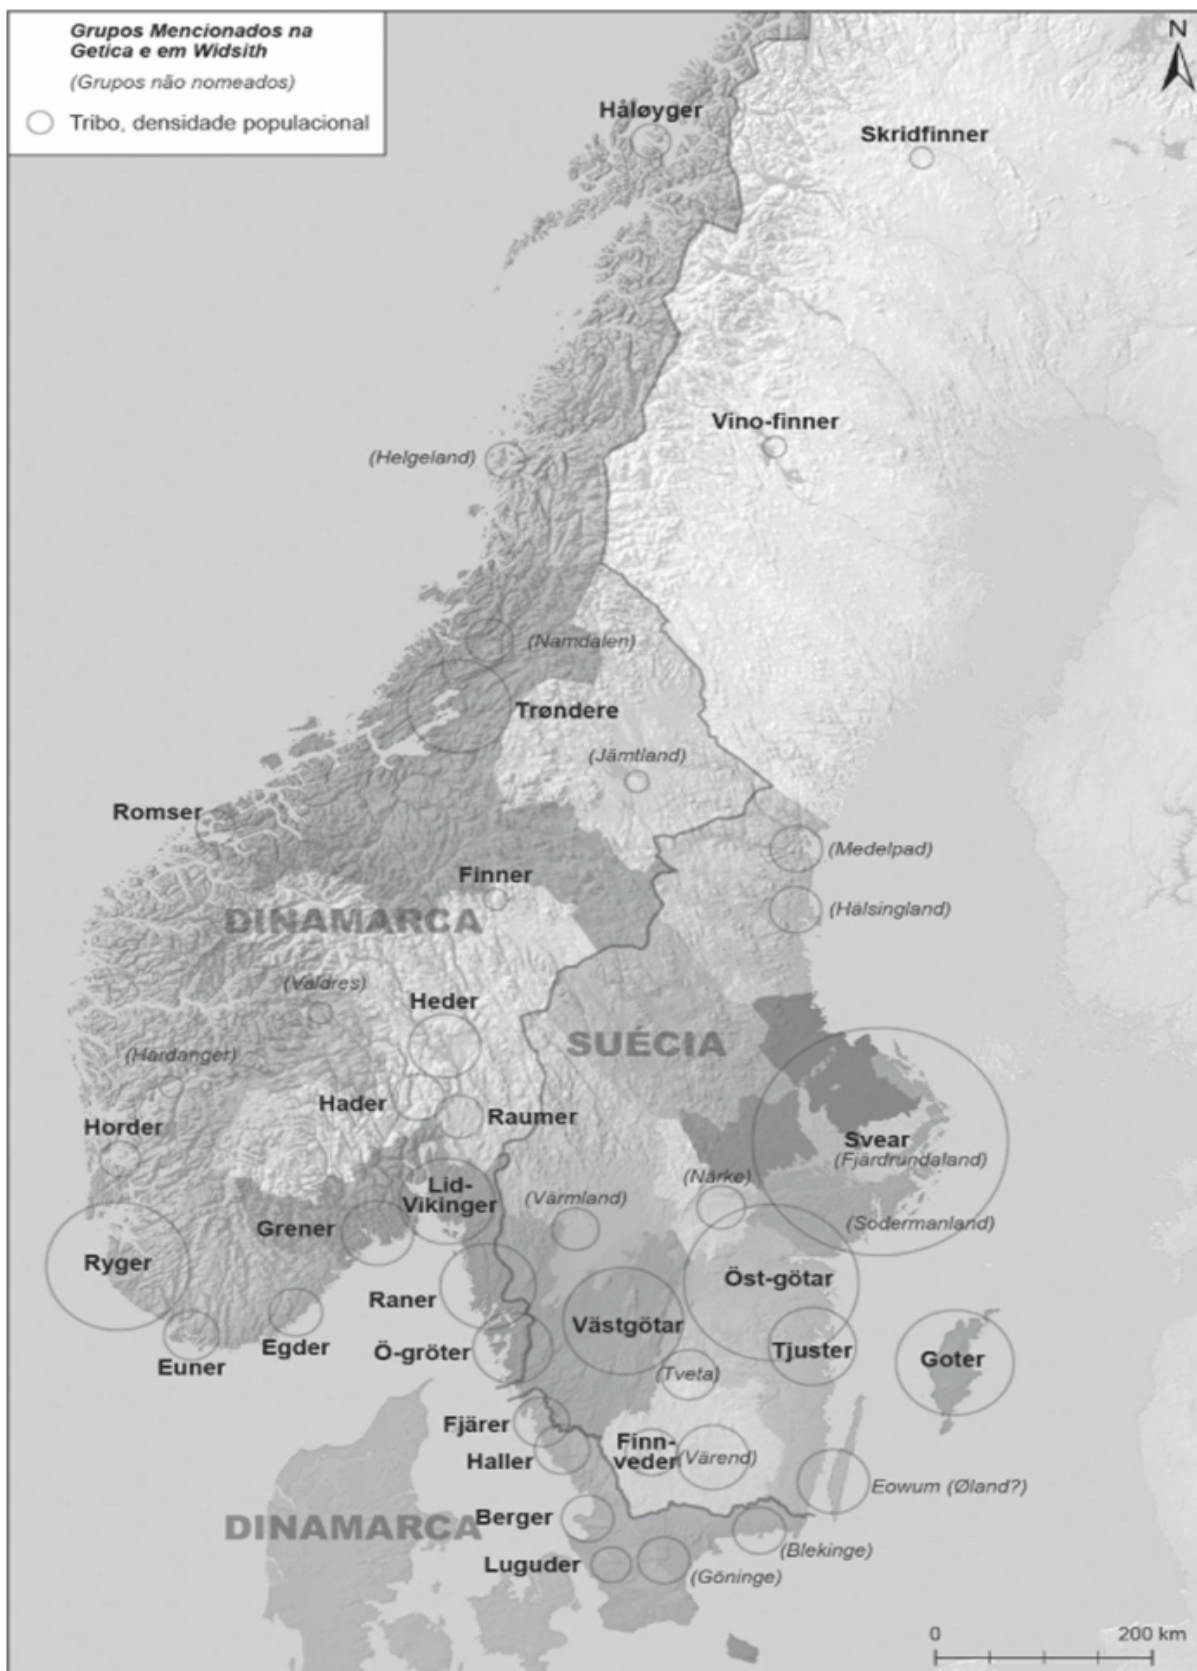 Grupos Mencionados na
Getica e em Widsith
(Grupos não nomeados)
Tribo, densidade populacional
N
Håløyger
Skridfinner
Vino-finner
(Helgeland)
(Namdalen)
Trøndere
(Jämtland)
Romser
(Medelpad)
Finner
(Hälsingland)
DINAMARCA
(Valdres)
Heder
SUÉCIA
(Hardanger)
Hader
Raumer
Horder
Svear
(Fjärdrundaland)
(Närke)
Lid-
Vikinger
(Värmland)
Grener
(Sodermanland)
Ryger
Öst-götar
Raner
Västgötar
Egder
Euner
Ö-gröter
Tjuster
Goter
(Tveta)
Fjärer
Haller
Finn-
veder
(Värend)
Eowum (Øland?)
Berger
DINAMARCA
(Blekinge)
Luguder
(Göninge)
0 200 km